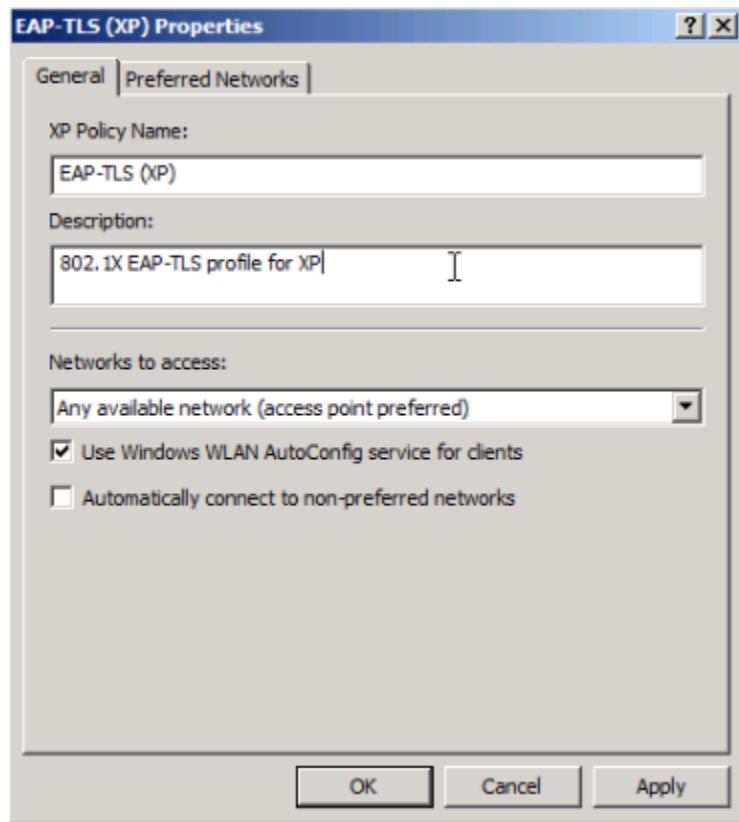 EAP-TLS (XP) Properties
General
Preferred Networks
XP Policy Name:
EAP-TLS (XP)
Description:
802.1X EAP-TLS profile for XP
Networks to access:
Any available network (access point preferred)
Use Windows WLAN AutoConfig service for clients
Automatically connect to non-preferred networks
OK
Cancel
Apply